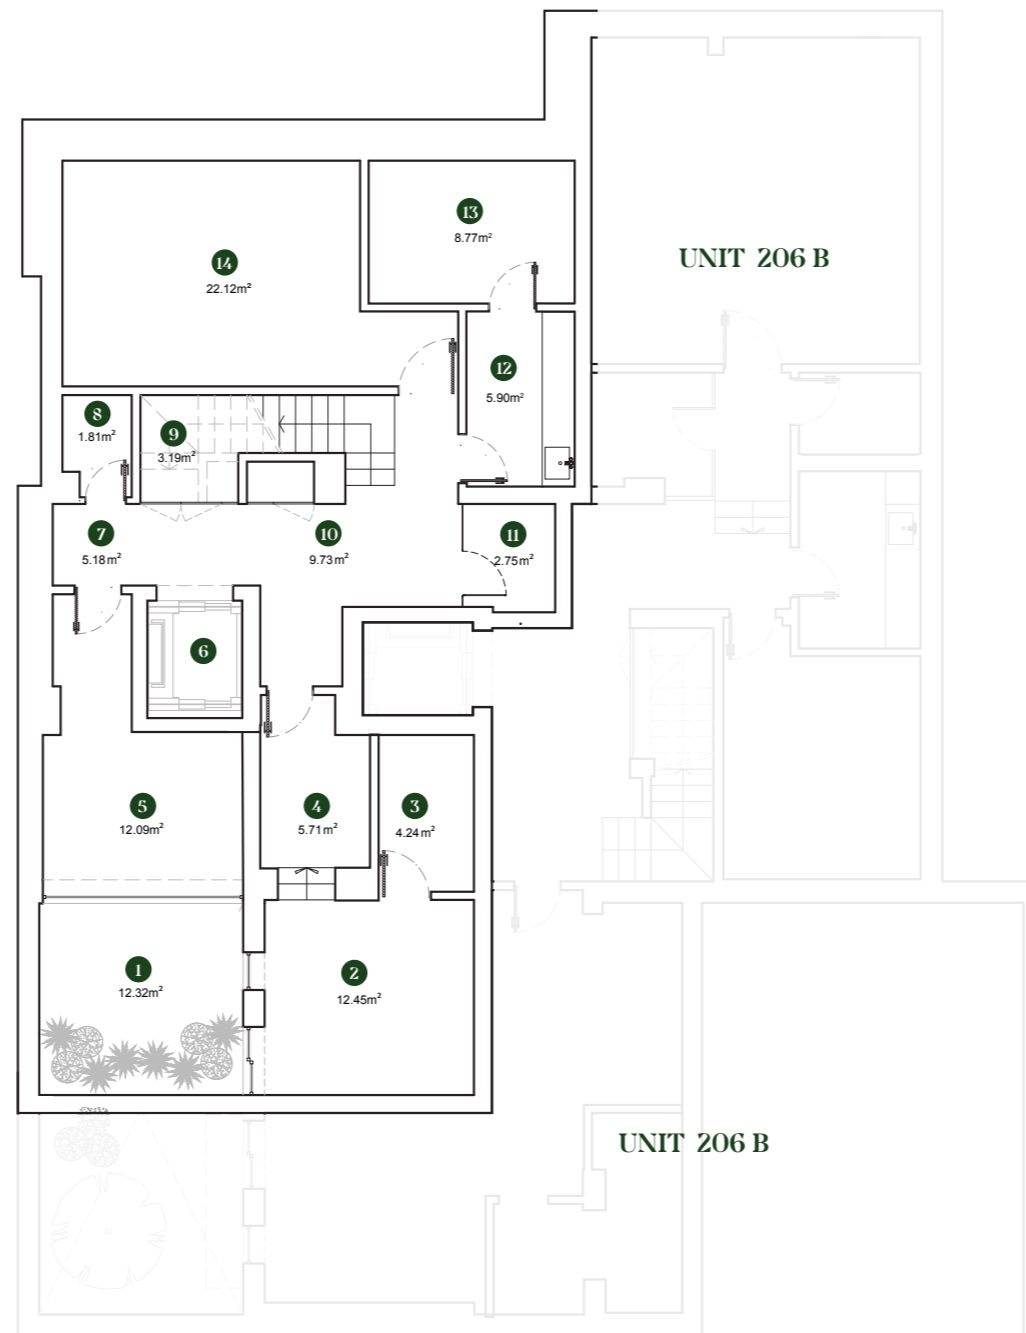 13
8.77m²
UNIT 206 B
14
22.12m²
12
5.90m²
8
1.81m²
9
3.19m²
7
5.18m²
10
9.73m²
11
2.75m²
6
5
12.09m²
4
5.71m²
3
4.24m²
1
12.32m²
2
12.45m²
UNIT 206 B